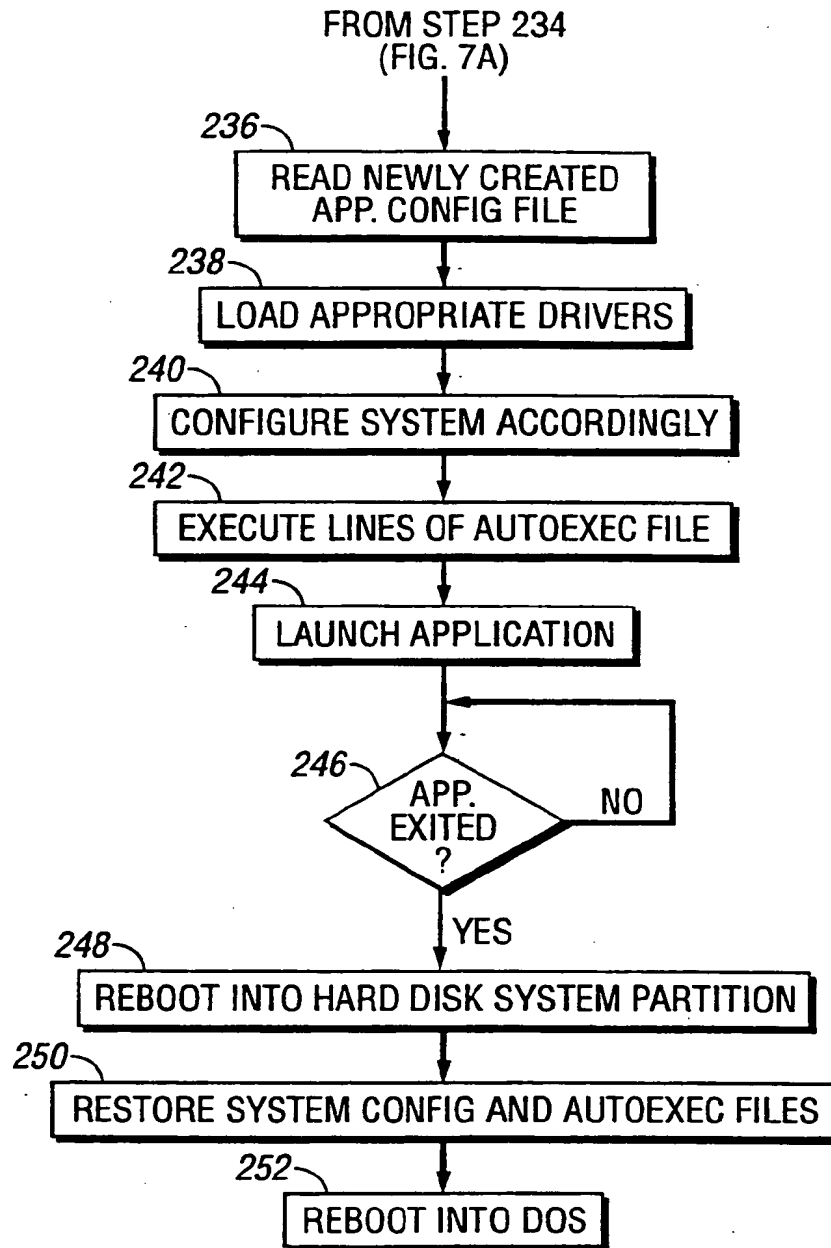 FROM STEP 234
(FIG. 7A)
236
READ NEWLY CREATED
APP. CONFIG FILE
238
LOAD APPROPRIATE DRIVERS
240
CONFIGURE SYSTEM ACCORDINGLY
242
EXECUTE LINES OF AUTOEXEC FILE
244
LAUNCH APPLICATION
246
APP.
EXITED
?
NO
YES
248
REBOOT INTO HARD DISK SYSTEM PARTITION
250
RESTORE SYSTEM CONFIG AND AUTOEXEC FILES
252
REBOOT INTO DOS